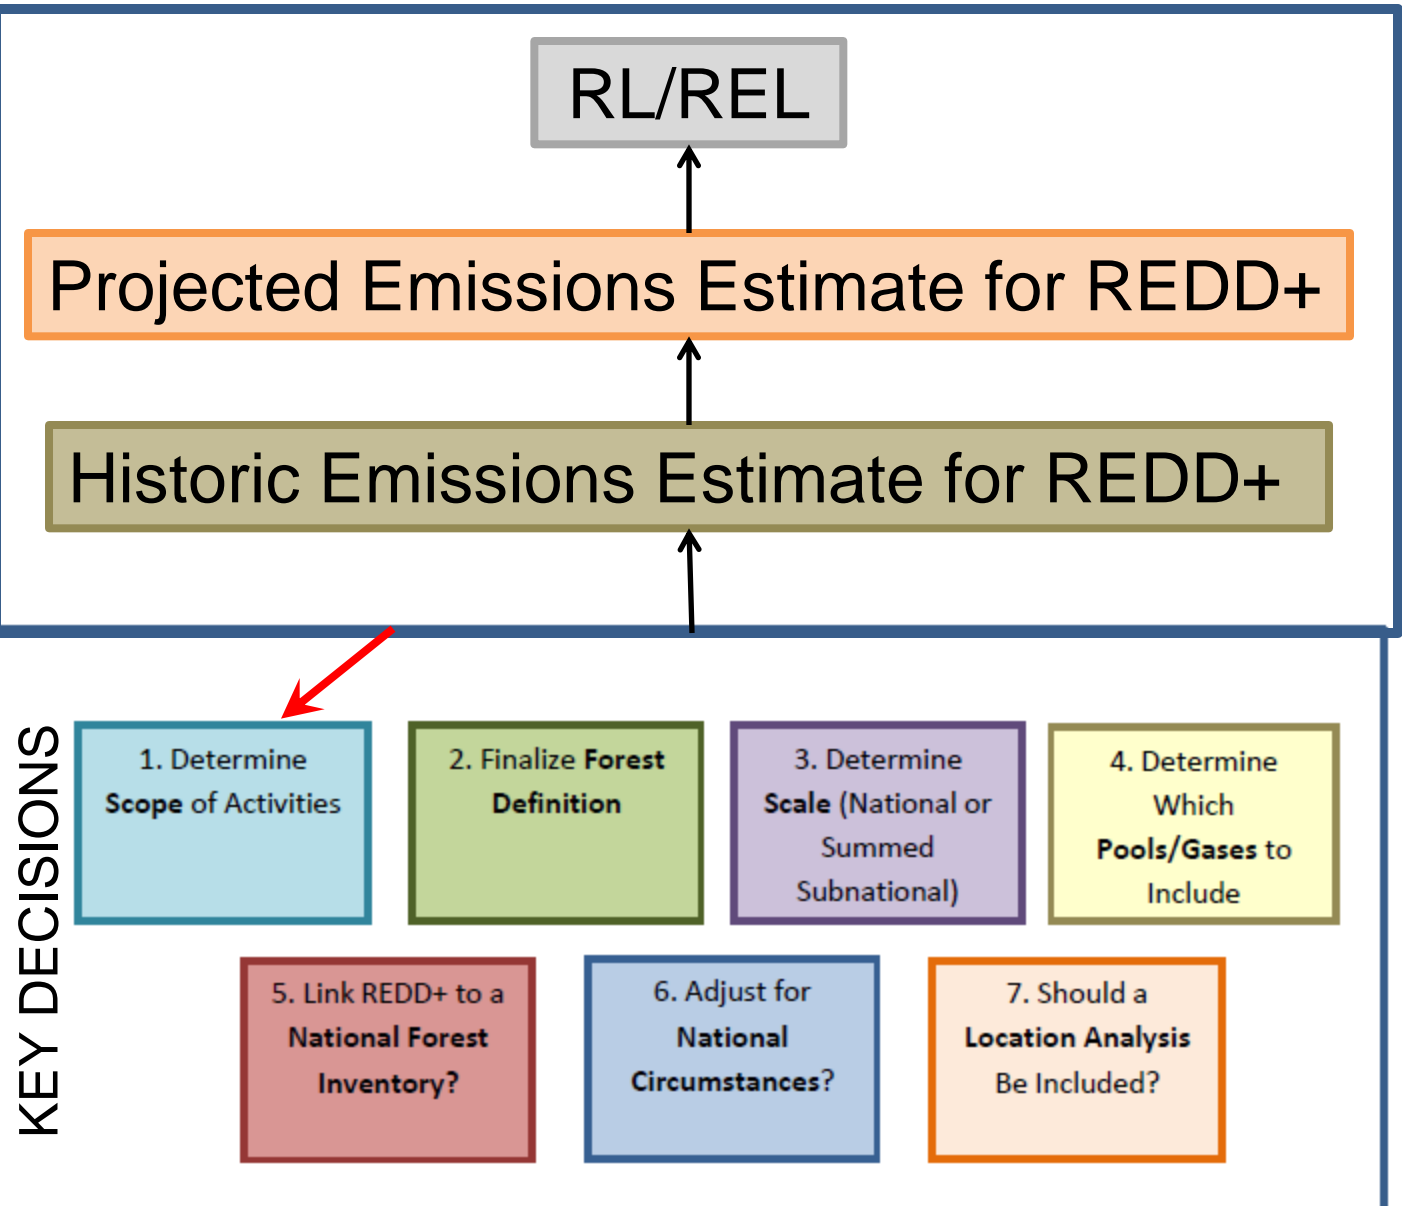 RL/REL
Projected Emissions Estimate for REDD+
Historic Emissions Estimate for REDD+
KEY DECISIONS
1. Determine
Scope of Activities
2. Finalize Forest
Definition
3. Determine
Scale (National or
Summed
Subnational)
4. Determine
Which
Pools/Gases to
Include
5. Link REDD+ to a
National Forest
Inventory?
6. Adjust for
National
Circumstances?
7. Should a
Location Analysis
Be Included?